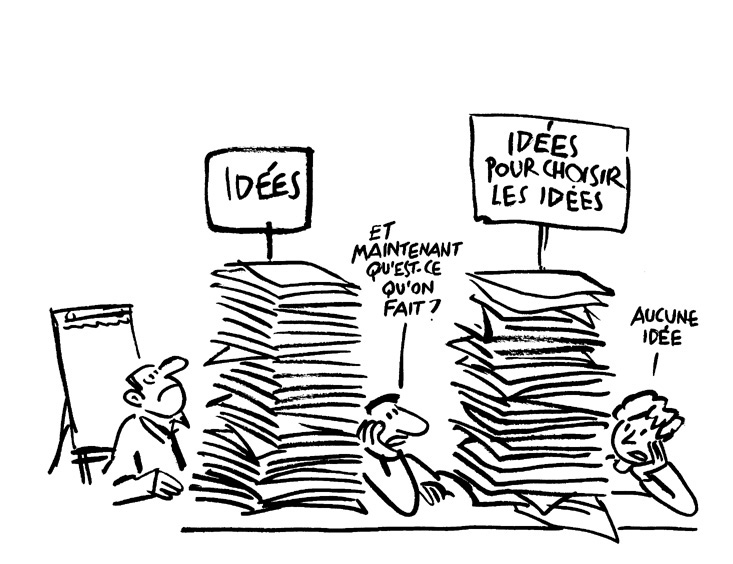 IDÉES
IDÉES
POUR CHOISIR
LES IDÉES
ET
MAINTENANT
QU'EST-CE
QU'ON
FAIT?
AUCUNE
IDÉE